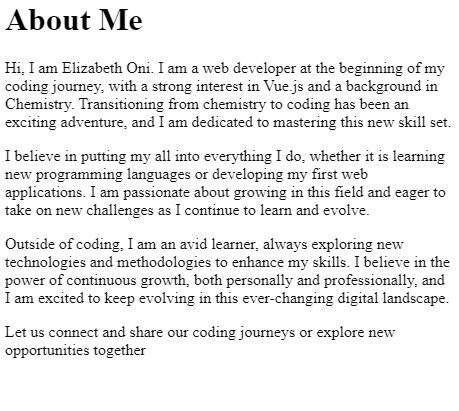 About Me
Hi, I am Elizabeth Oni. I am a web developer at the beginning of my
coding journey, with a strong interest in Vue.js and a background in
Chemistry. Transitioning from chemistry to coding has been an
exciting adventure, and I am dedicated to mastering this new skill set.
I believe in putting my all into everything I do, whether it is learning
new programming languages or developing my first web
applications. I am passionate about growing in this field and eager to
take on new challenges as I continue to learn and evolve.
Outside of coding, I am an avid learner, always exploring new
technologies and methodologies to enhance my skills. I believe in the
power of continuous growth, both personally and professionally, and
I am excited to keep evolving in this ever-changing digital landscape.
Let us connect and share our coding journeys or explore new
opportunities together